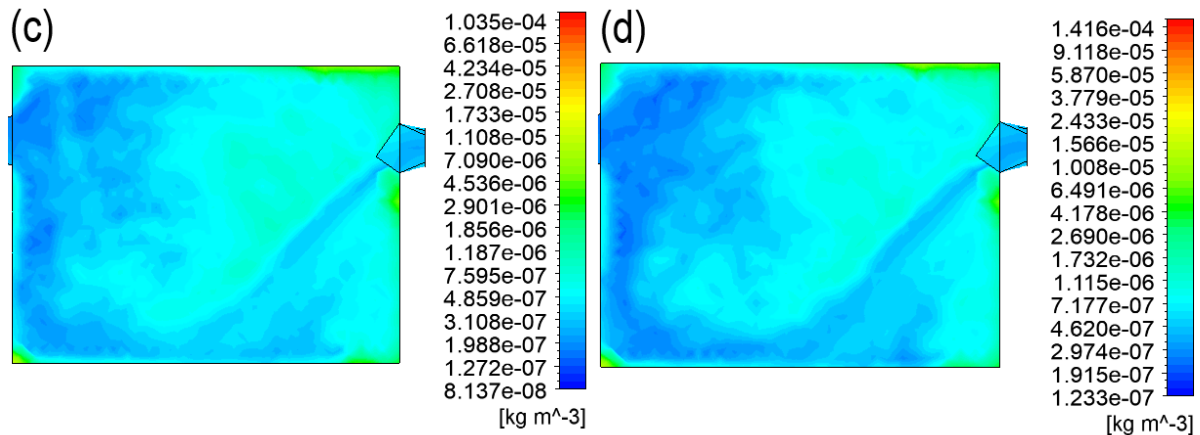 (c)
1.035e-04
6.618e-05
4.234e-05
2.708e-05
1.733e-05
1.108e-05
7.090e-06
4.536e-06
2.901e-06
1.856e-06
1.187e-06
7.595e-07
4.859e-07
3.108e-07
1.988e-07
1.272e-07
8.137e-08
[kg m^-3]
(d)
1.416e-04
9.118e-05
5.870e-05
3.779e-05
2.433e-05
1.566e-05
1.008e-05
6.491e-06
4.178e-06
2.690e-06
1.732e-06
1.115e-06
7.177e-07
4.620e-07
2.974e-07
1.915e-07
1.233e-07
[kg m^-3]